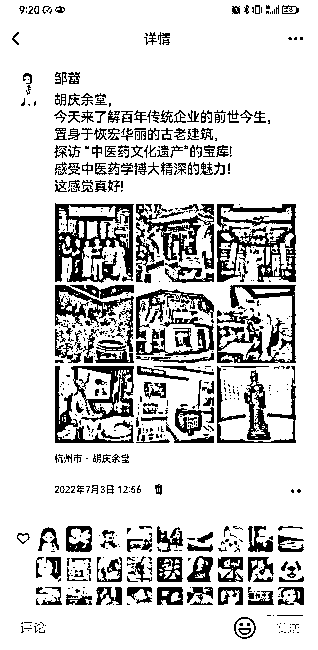 9:20
详情
胡庆余堂,
今天来了解百年传统企业的前世今生,
置身于恢宏华丽的古老建筑,
探访“中医药文化遗产”的宝库!
感受中医药学博大精深的魅力!
这感觉真好!
杭州市·胡庆余堂
2022年7月3日 12:56
评论